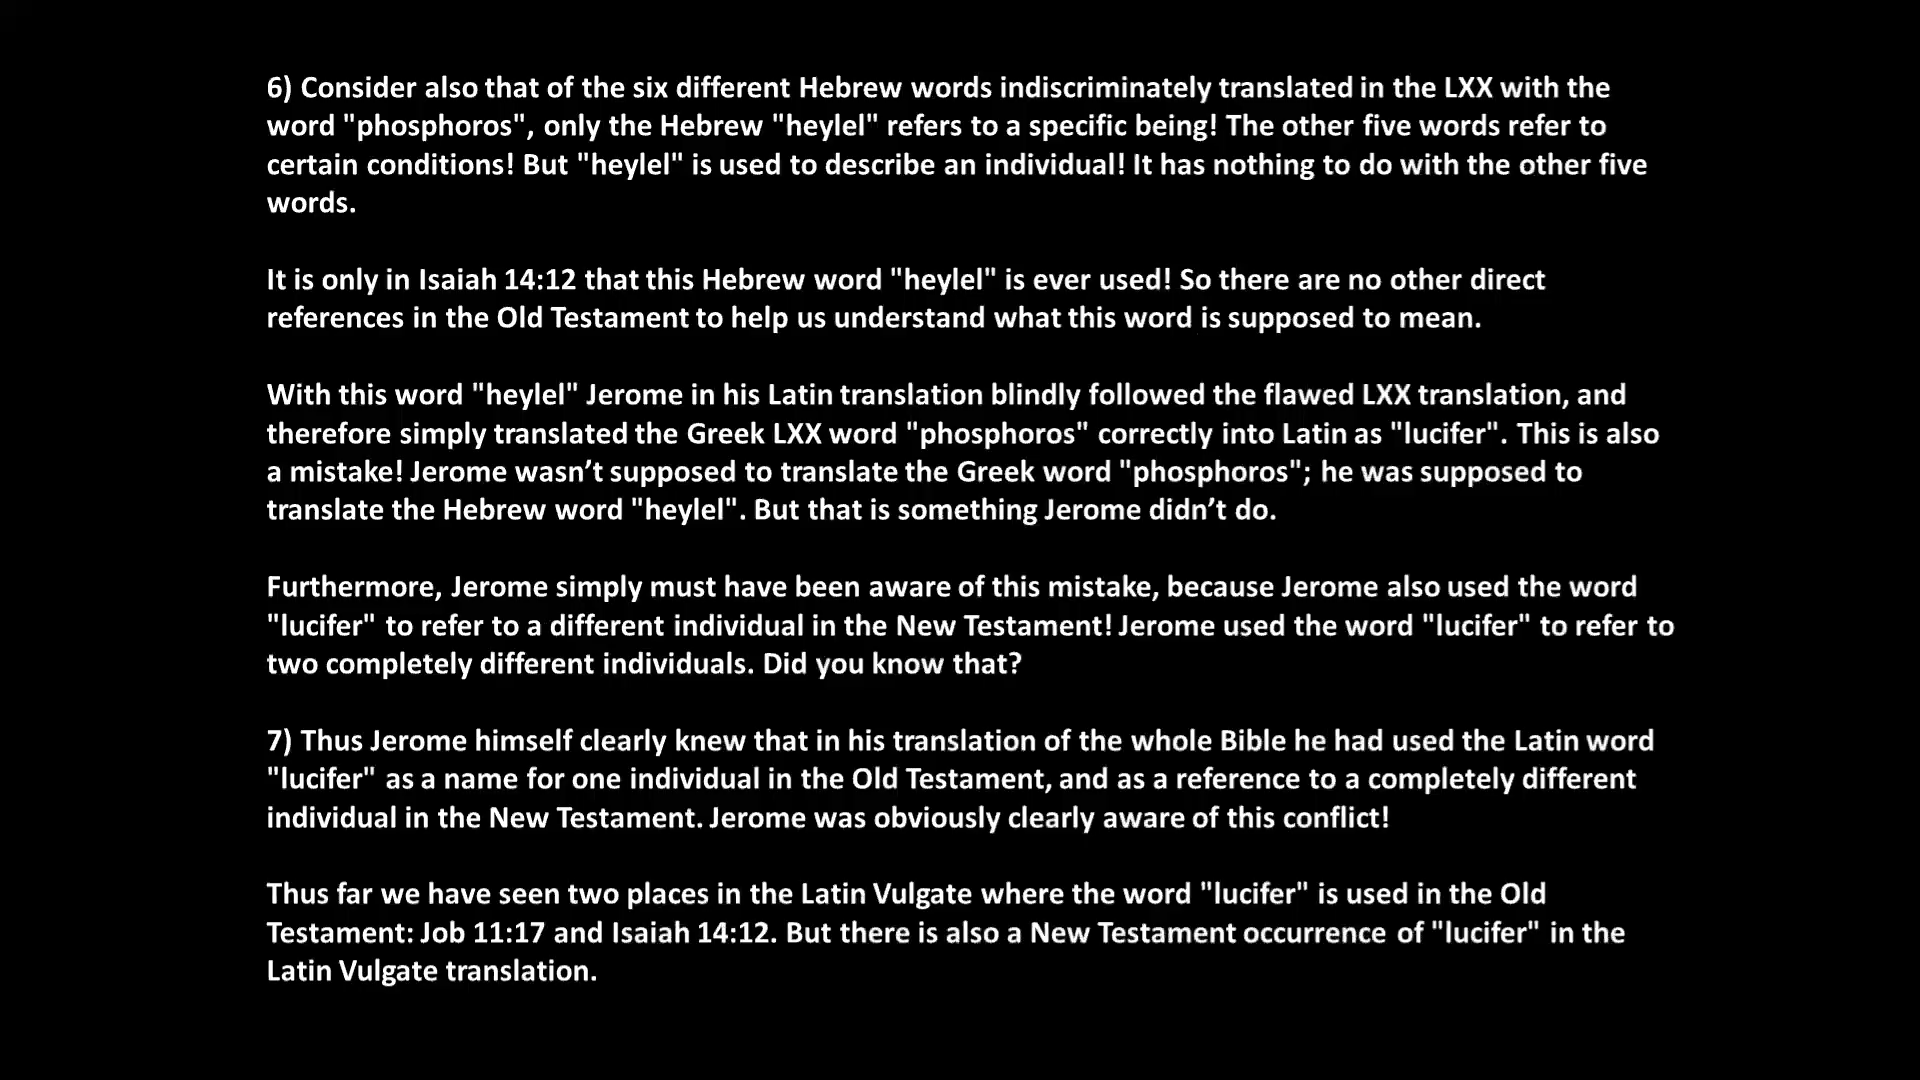 6) Consider also that of the six different Hebrew words indiscriminately translated in the LXX with the
word "phosphoros", only the Hebrew "heylel" refers to a specific being! The other five words refer to
certain conditions! But "heylel" is used to describe an individual! It has nothing to do with the other five
words.
It is only in Isaiah 14:12 that this Hebrew word "heylel" is ever used! So there are no other direct
references in the Old Testament to help us understand what this word is supposed to mean.
With this word "heylel" Jerome in his Latin translation blindly followed the flawed LXX translation, and
therefore simply translated the Greek LXX word "phosphoros" correctly into Latin as "lucifer". This is also
a mistake! Jerome wasn’t supposed to translate the Greek word "phosphoros"; he was supposed to
translate the Hebrew word "heylel". But that is something Jerome didn’t do.
Furthermore, Jerome simply must have been aware of this mistake, because Jerome also used the word
"lucifer" to refer to a different individual in the New Testament! Jerome used the word "lucifer" to refer to
two completely different individuals. Did you know that?
7) Thus Jerome himself clearly knew that in his translation of the whole Bible he had used the Latin word
"lucifer" as a name for one individual in the Old Testament, and as a reference to a completely different
individual in the New Testament. Jerome was obviously clearly aware of this conflict!
Thus far we have seen two places in the Latin Vulgate where the word "lucifer" is used in the Old
Testament: Job 11:17 and Isaiah 14:12. But there is also a New Testament occurrence of "lucifer" in the
Latin Vulgate translation.